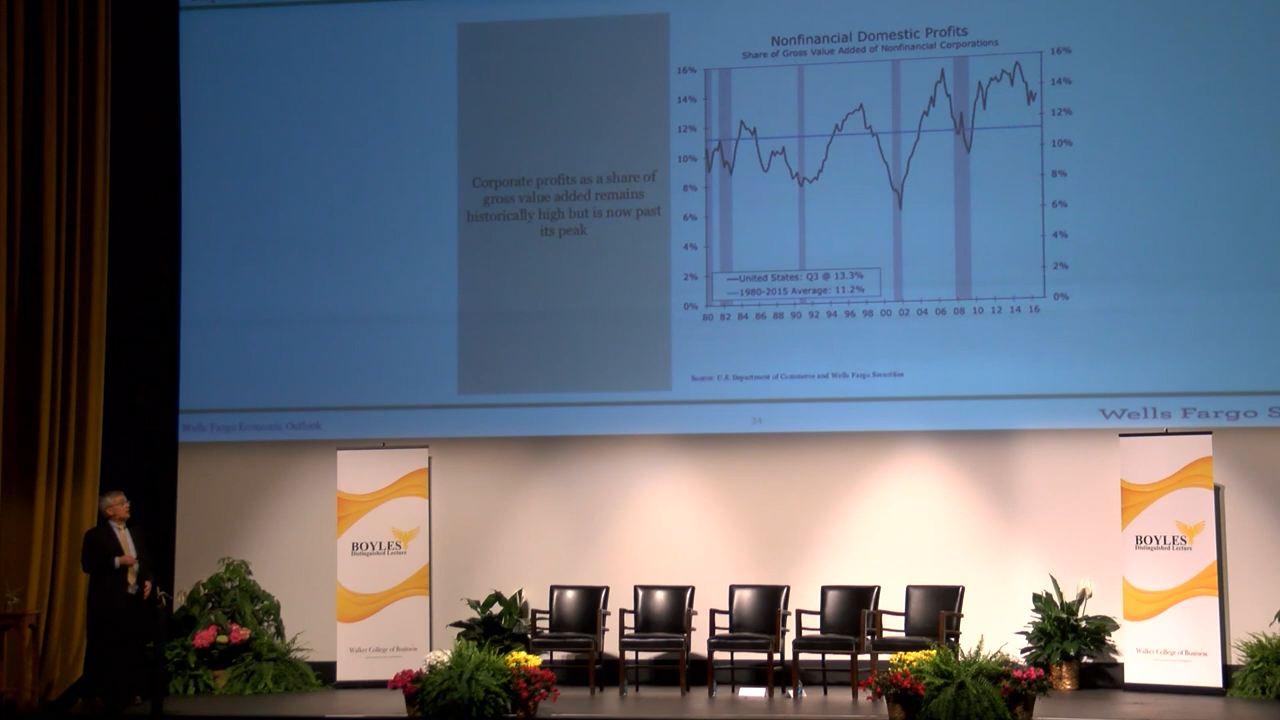 Nonfinancial Domestic Profits
Share of Gross Value Added of Nonfinancial Corporations
16%
14%
12%
10%
8%
6%
4%
2%
0%
16%
14%
12%
10%
8%
6%
4%
2%
0%
United States: Q3 @ 13.3%
1980-2015 Average: 11.2%
80 82 84 86 88 90 92 94 96 98 00 02 04 06 08 10 12 14 16
Corporate profits as a share of
gross value added remains
historically high but is now past
its peak
Source: U.S. Department of Commerce and Wells Fargo Securities
Wells Fargo Economic Outlook
34
Wells Fargo S
BOYLES
Distinguished Lecture
Walker College of Business
BOYLES
Distinguished Lecture
Walker College of Business